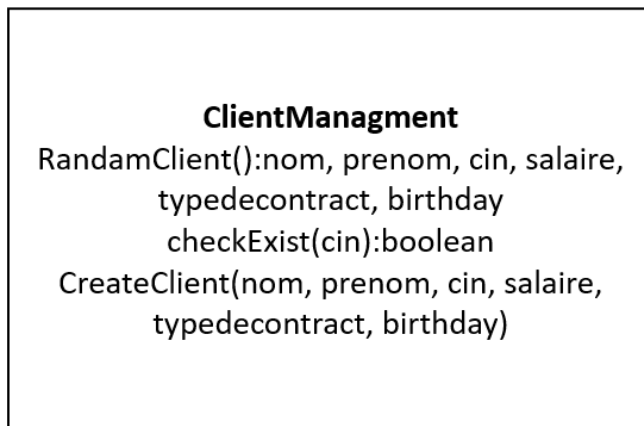 ClientManagment
RandamClient():nom, prenom, cin, salaire,
typedecontract, birthday
checkExist(cin):boolean
CreateClient(nom, prenom, cin, salaire,
typedecontract, birthday)